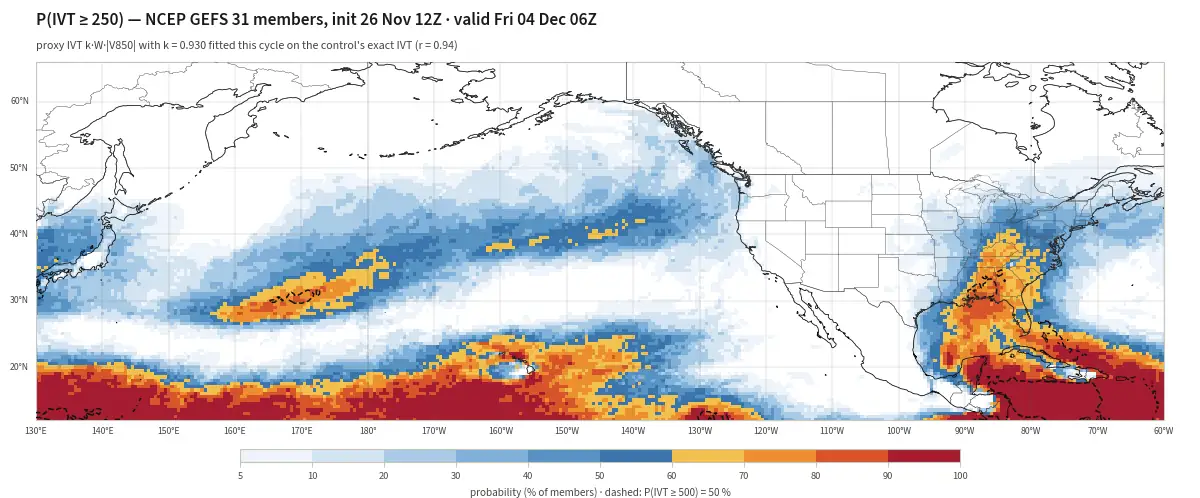 P(IVT ≥ 250) — NCEP GEFS 31 members, init 26 Nov 12Z · valid Fri 04 Dec 06Z
proxy IVT k·W·|V850| with k = 0.930 fitted this cycle on the control's exact IVT (r = 0.94)
60°N
50°N
40°N
30°N
20°N
130°E 140°E 150°E 160°E 170°E 180° 170°W 160°W 150°W 140°W 130°W 120°W 110°W 100°W 90°W 80°W 70°W 60°W
5 10 20 30 40 50 60 70 80 90 100
probability (% of members) · dashed: P(IVT ≥ 500) = 50 %